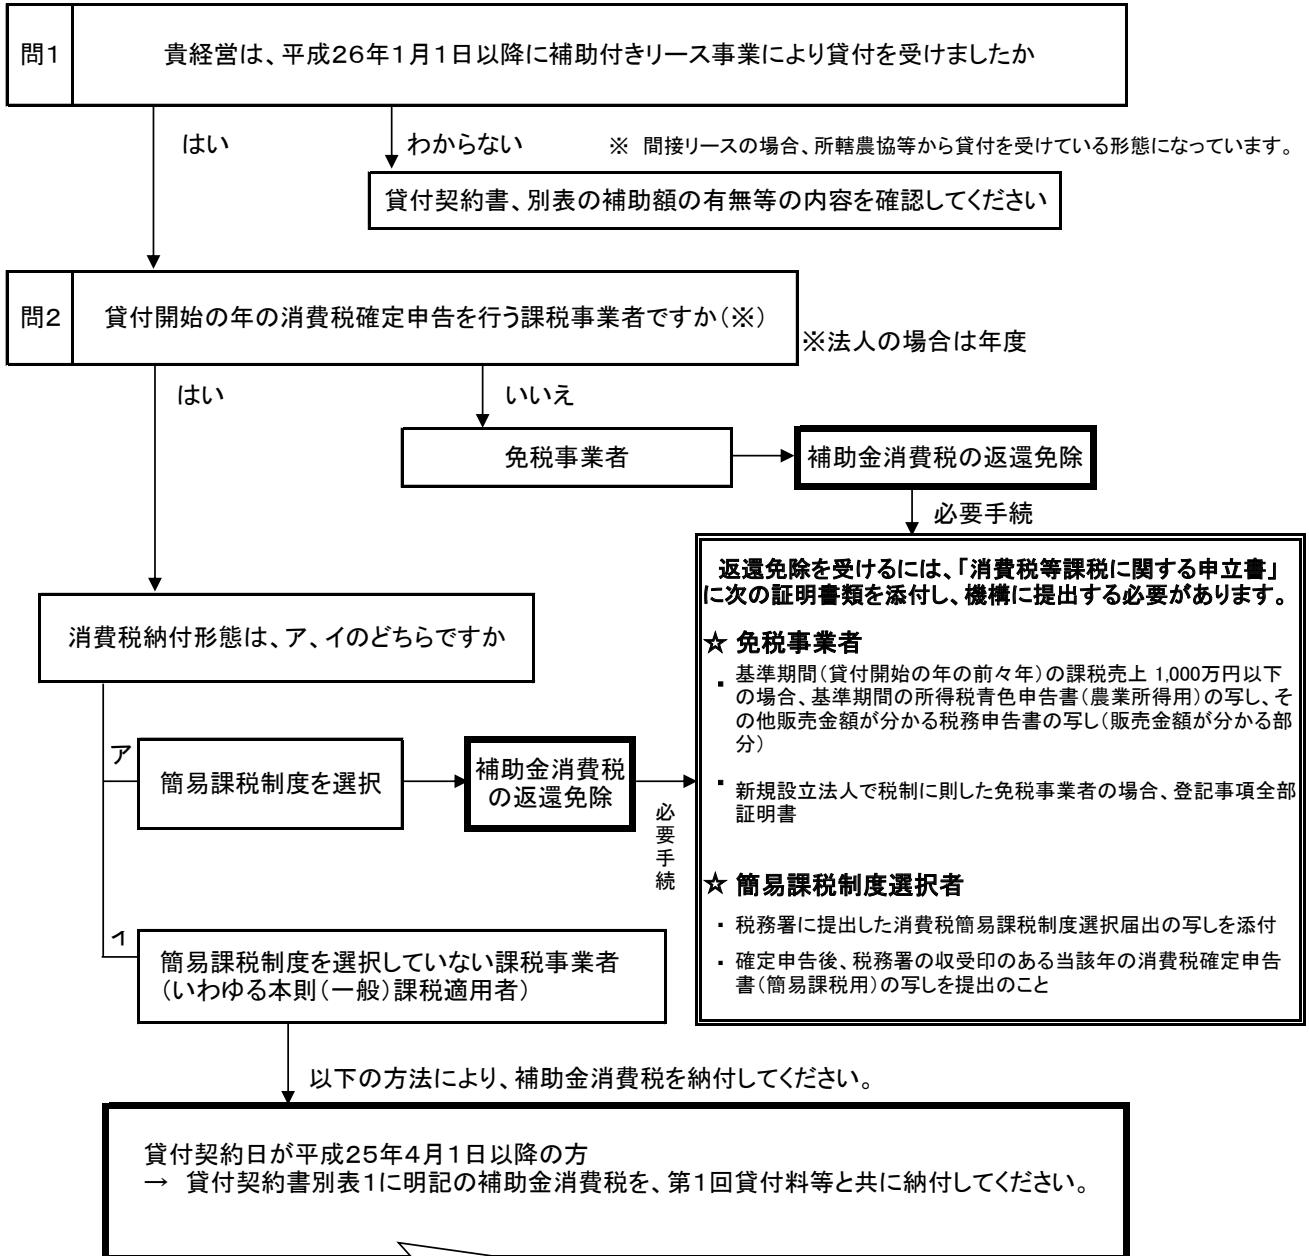 問1
貴経営は、平成26年1月1日以降に補助付きリース事業により貸付を受けましたか
はい
わからない
※ 間接リースの場合、所轄農協等から貸付を受けている形態になっています。
貸付契約書、別表の補助額の有無等の内容を確認してください
問2
貸付開始の年の消費税確定申告を行う課税事業者ですか(※)
※法人の場合は年度
はい
いいえ
免税事業者
補助金消費税の返還免除
必要手続
消費税納付形態は、ア、イのどちらですか
ア
簡易課税制度を選択
補助金消費税
の返還免除
必要手続
返還免除を受けるには、「消費税等課税に関する申立書」
に次の証明書類を添付し、機構に提出する必要があります。
☆ 免税事業者
・ 基準期間(貸付開始の年の前々年)の課税売上 1,000万円以下
の場合、基準期間の所得税青色申告書(農業所得用)の写し、そ
の他販売金額が分かる税務申告書の写し(販売金額が分かる部
分)
・ 新規設立法人で税制に則した免税事業者の場合、登記事項全部
証明書
☆ 簡易課税制度選択者
・ 税務署に提出した消費税簡易課税制度選択届出の写しを添付
・ 確定申告後、税務署の収受印のある当該年の消費税確定申告
書(簡易課税用)の写しを提出のこと
イ
簡易課税制度を選択していない課税事業者
(いわゆる本則(一般)課税適用者)
以下の方法により、補助金消費税を納付してください。
貸付契約日が平成25年4月1日以降の方
→ 貸付契約書別表1に明記の補助金消費税を、第1回貸付料等と共に納付してください。